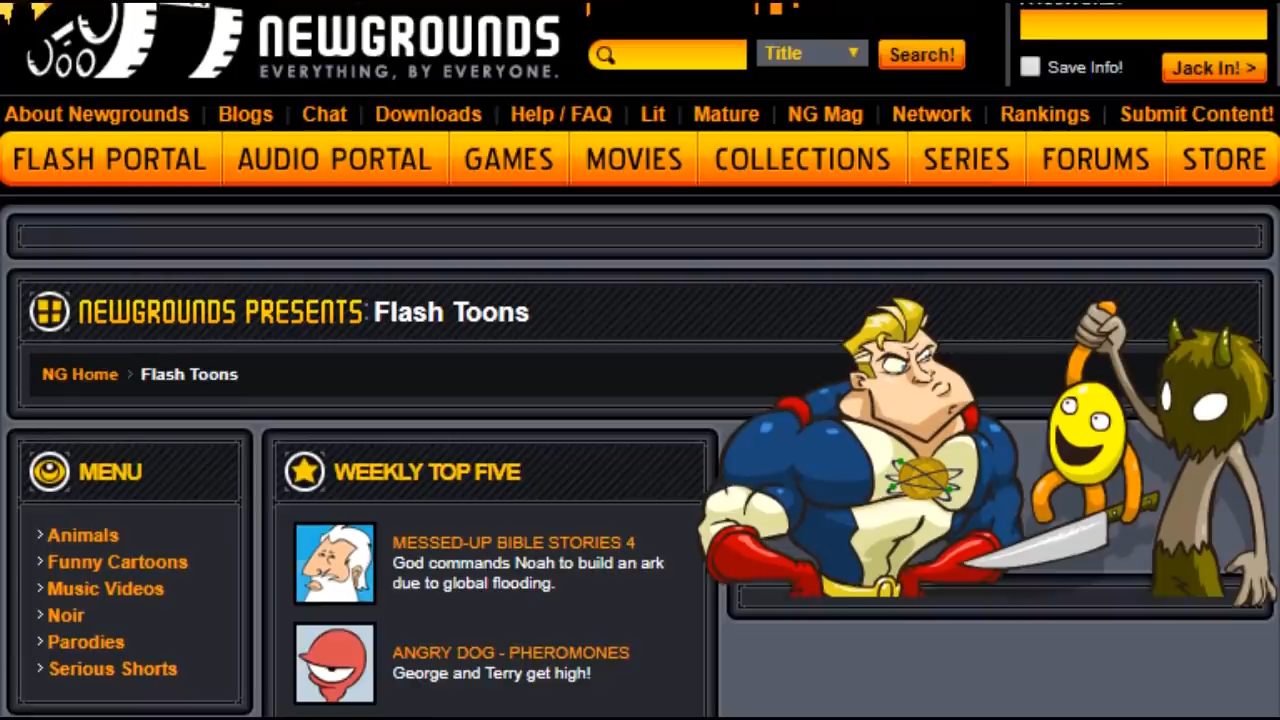 NEWGROUNDS
EVERYTHING, BY EVERYONE.
Title
Search!
Save Info!
Jack In! >
About Newgrounds | Blogs | Chat | Downloads | Help / FAQ | Lit | Mature | NG Mag | Network | Rankings | Submit Content!
FLASH PORTAL AUDIO PORTAL GAMES MOVIES COLLECTIONS SERIES FORUMS STORE
NEWGROUNDS PRESENTS: Flash Toons
NG Home > Flash Toons
MENU
Animals
Funny Cartoons
Music Videos
Noir
Parodies
Serious Shorts
WEEKLY TOP FIVE
MESSED-UP BIBLE STORIES 4
God commands Noah to build an ark
due to global flooding.
ANGRY DOG - PHEROMONES
George and Terry get high!